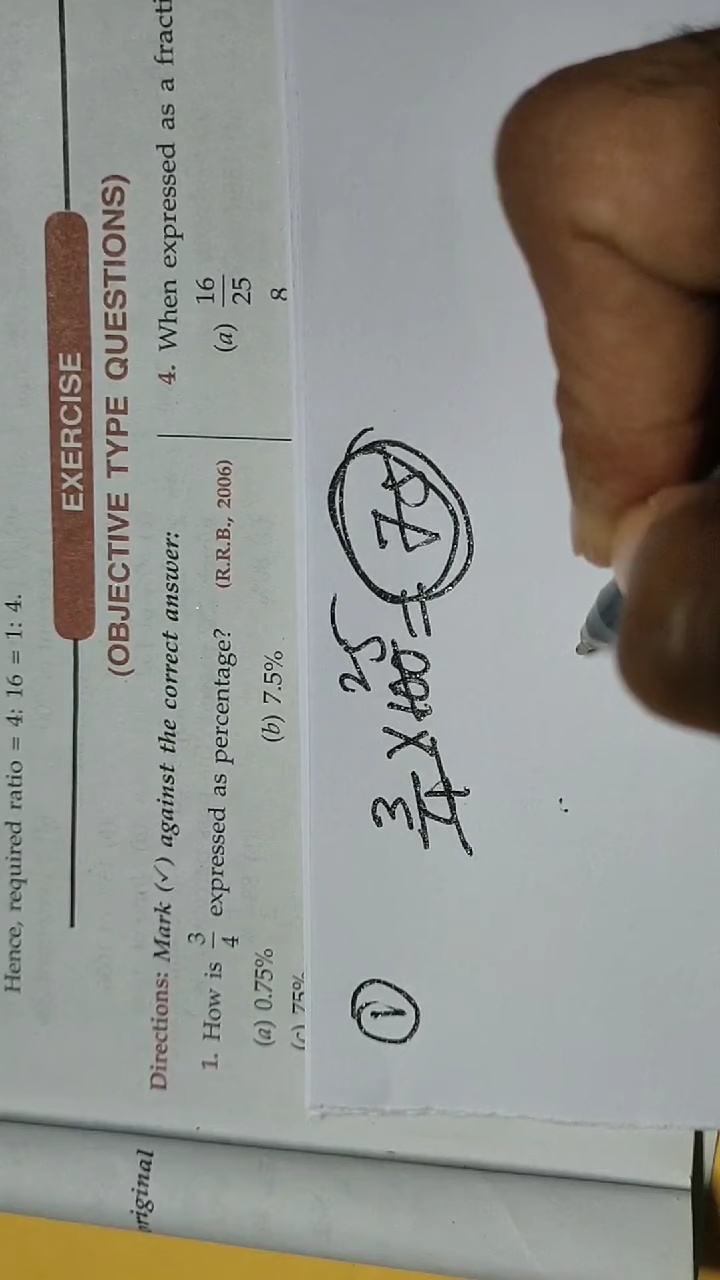 Hence, required ratio = 4: 16 = 1: 4.
EXERCISE
(OBJECTIVE TYPE QUESTIONS)
Directions: Mark (✓) against the correct answer:
1. How is 3/4 expressed as percentage? (R.R.B., 2006)
(a) 0.75% (b) 7.5%
(c) 75%
4. When expressed as a fracti
(a) 16/25
8
riginal
① 3/4 × 100 =
25